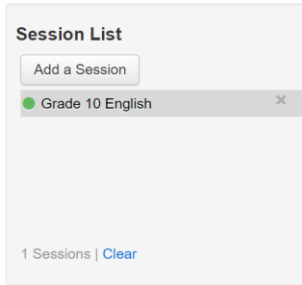 Session List
Add a Session
Grade 10 English ×
1 Sessions | Clear